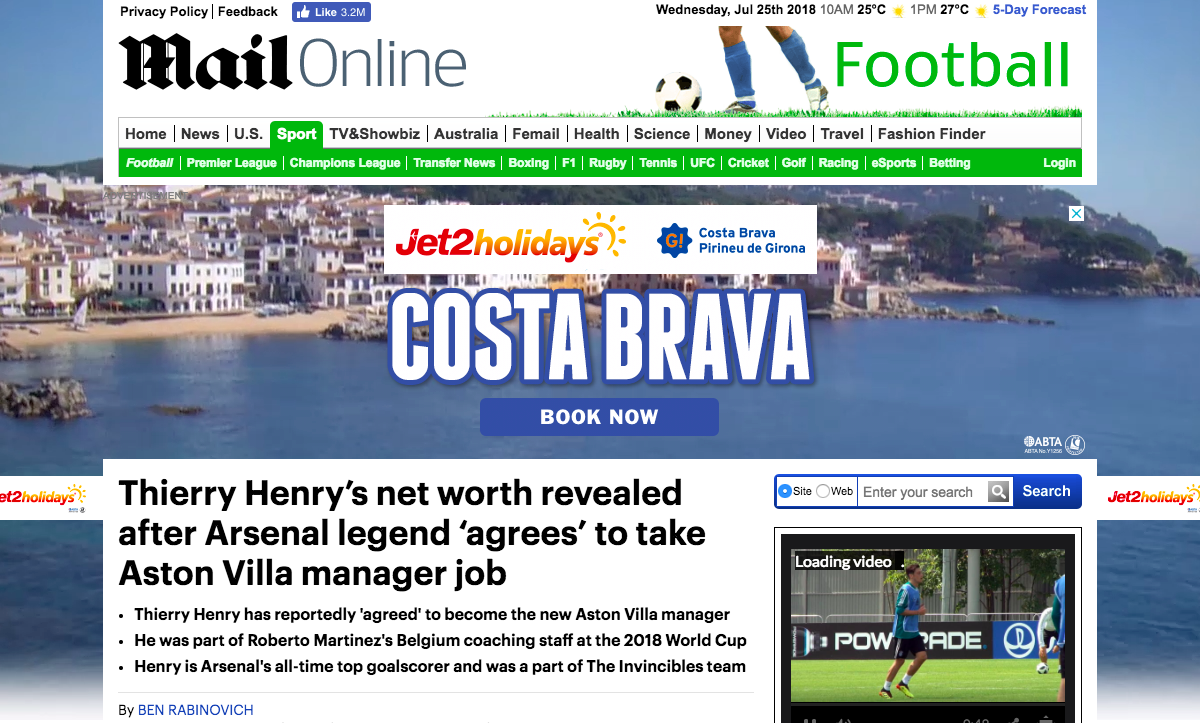 Privacy Policy | Feedback Like 3.2M
Wednesday, Jul 25th 2018 10AM 25°C 1PM 27°C 5-Day Forecast
Mail Online
Football
Home | News | U.S. | Sport TV&Showbiz | Australia | Femail | Health | Science | Money | Video | Travel | Fashion Finder
Football | Premier League | Champions League | Transfer News | Boxing | F1 | Rugby | Tennis | UFC | Cricket | Golf | Racing | eSports | Betting Login
ADVERTISEMENT
Jet2holidays
G!
Costa Brava
Pirineu de Girona
COSTA BRAVA
BOOK NOW
ABTA
ABTA No.Y1256
Jet2holidays
Jet2holidays
Thierry Henry’s net worth revealed
after Arsenal legend ‘agrees’ to take
Aston Villa manager job
• Thierry Henry has reportedly 'agreed' to become the new Aston Villa manager
• He was part of Roberto Martinez's Belgium coaching staff at the 2018 World Cup
• Henry is Arsenal's all-time top goalscorer and was a part of The Invincibles team
By BEN RABINOVICH
Site Web Enter your search Search
Loading video .
POWERADE
0:48